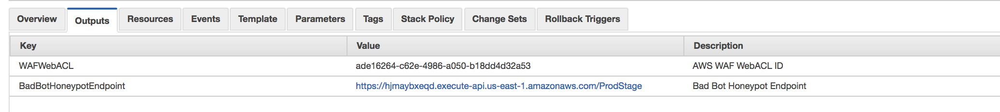 Overview Outputs Resources Events Template Parameters Tags Stack Policy Change Sets Rollback Triggers
Key Value Description
WAFWebACL ade16264-c62e-4986-a050-b18dd4d32a53 AWS WAF WebACL ID
BadBotHoneypotEndpoint https://hjmaybxeqd.execute-api.us-east-1.amazonaws.com/ProdStage Bad Bot Honeypot Endpoint